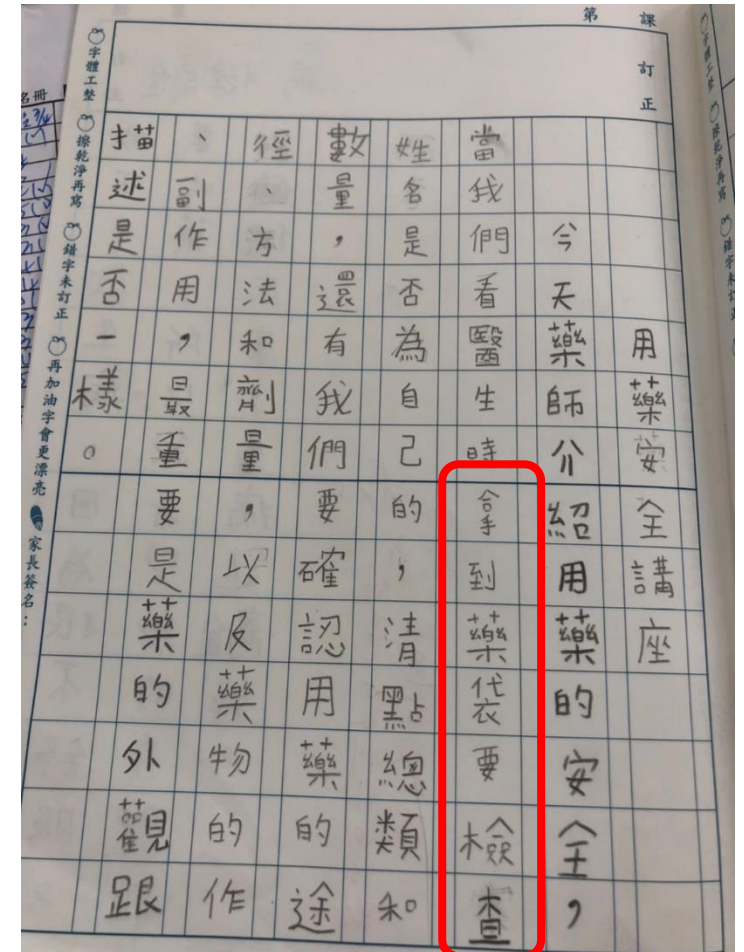 第 課
訂正
用藥安全講座
今天藥師介紹用藥的安全，
當我們看醫生時拿到藥袋要檢查
姓名是否為自己的，清點總類和
數量，還有我們要確認用藥的途
徑、方法和劑量，以及藥物的作
、副作用，最重要是藥的外觀跟
描述是否一樣。
字體工整 擦乾淨再寫 錯字未訂正 再加油字會更漂亮 家長簽名：
名冊